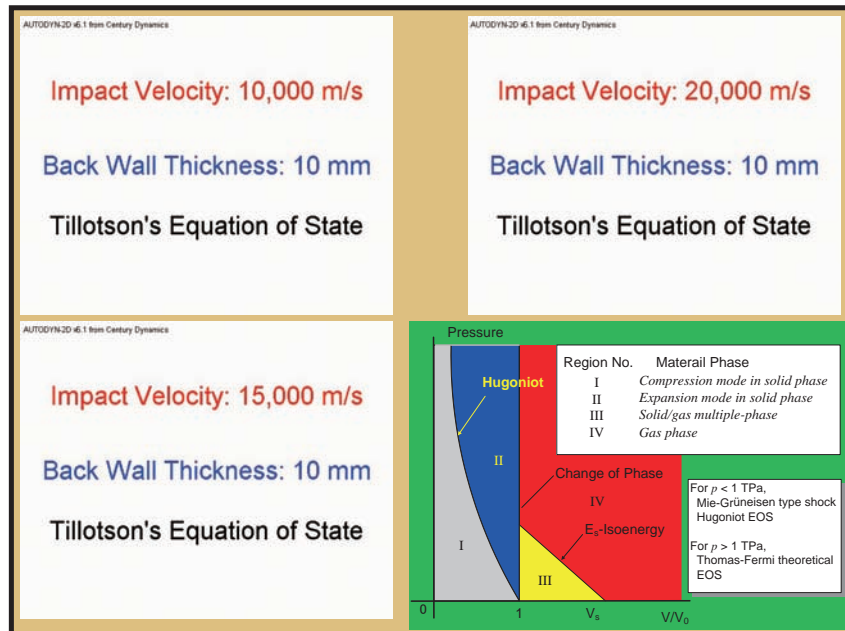 AUTODYN-2D v6.1 from Century Dynamics
Impact Velocity: 10,000 m/s
Back Wall Thickness: 10 mm
Tillotson's Equation of State
AUTODYN-2D v6.1 from Century Dynamics
Impact Velocity: 20,000 m/s
Back Wall Thickness: 10 mm
Tillotson's Equation of State
AUTODYN-2D v6.1 from Century Dynamics
Impact Velocity: 15,000 m/s
Back Wall Thickness: 10 mm
Tillotson's Equation of State
Pressure
Region No. Materail Phase
I Compression mode in solid phase
II Expansion mode in solid phase
III Solid/gas multiple-phase
IV Gas phase
Hugoniot
II
Change of Phase
IV
Es-Isoenergy
I
III
For p < 1 TPa,
Mie-Grüneisen type shock
Hugoniot EOS
For p > 1 TPa,
Thomas-Fermi theoretical
EOS
0 1 Vs V/V0